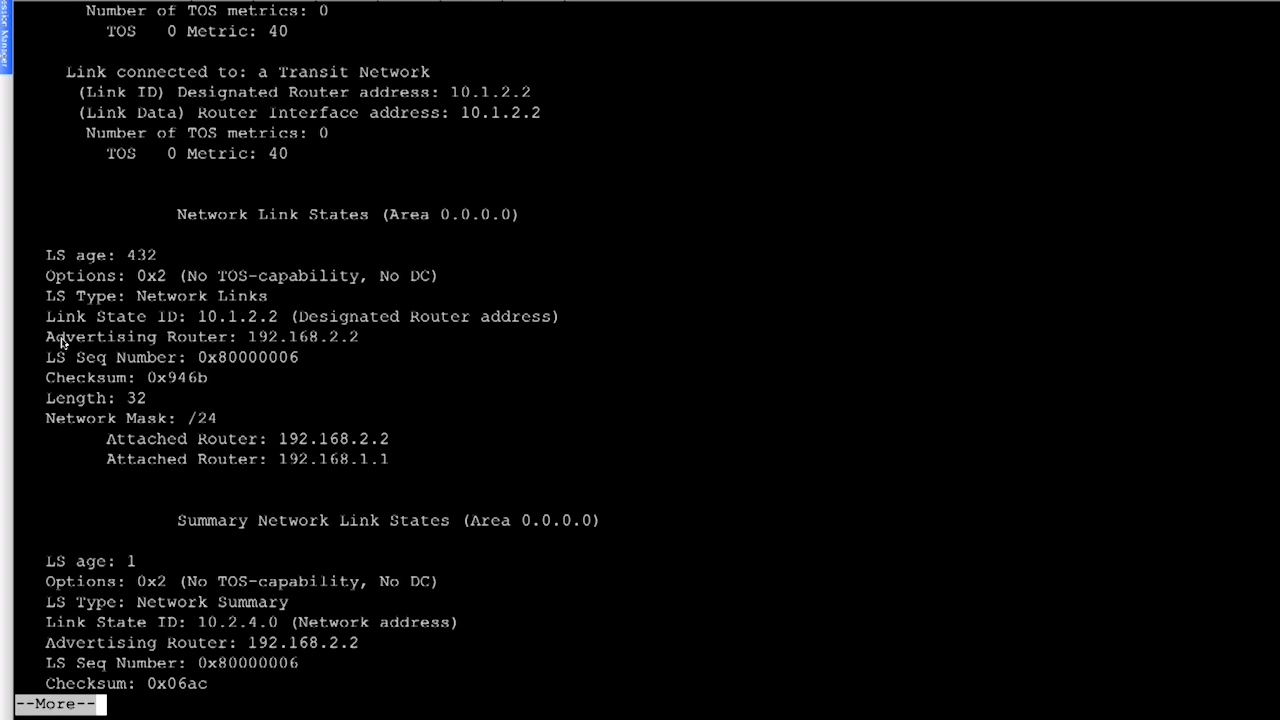 Number of TOS metrics: 0
TOS 0 Metric: 40
Link connected to: a Transit Network
(Link ID) Designated Router address: 10.1.2.2
(Link Data) Router Interface address: 10.1.2.2
Number of TOS metrics: 0
TOS 0 Metric: 40
Network Link States (Area 0.0.0.0)
LS age: 432
Options: 0x2 (No TOS-capability, No DC)
LS Type: Network Links
Link State ID: 10.1.2.2 (Designated Router address)
Advertising Router: 192.168.2.2
LS Seq Number: 0x80000006
Checksum: 0x946b
Length: 32
Network Mask: /24
Attached Router: 192.168.2.2
Attached Router: 192.168.1.1
Summary Network Link States (Area 0.0.0.0)
LS age: 1
Options: 0x2 (No TOS-capability, No DC)
LS Type: Network Summary
Link State ID: 10.2.4.0 (Network address)
Advertising Router: 192.168.2.2
LS Seq Number: 0x80000006
Checksum: 0x06ac
--More--